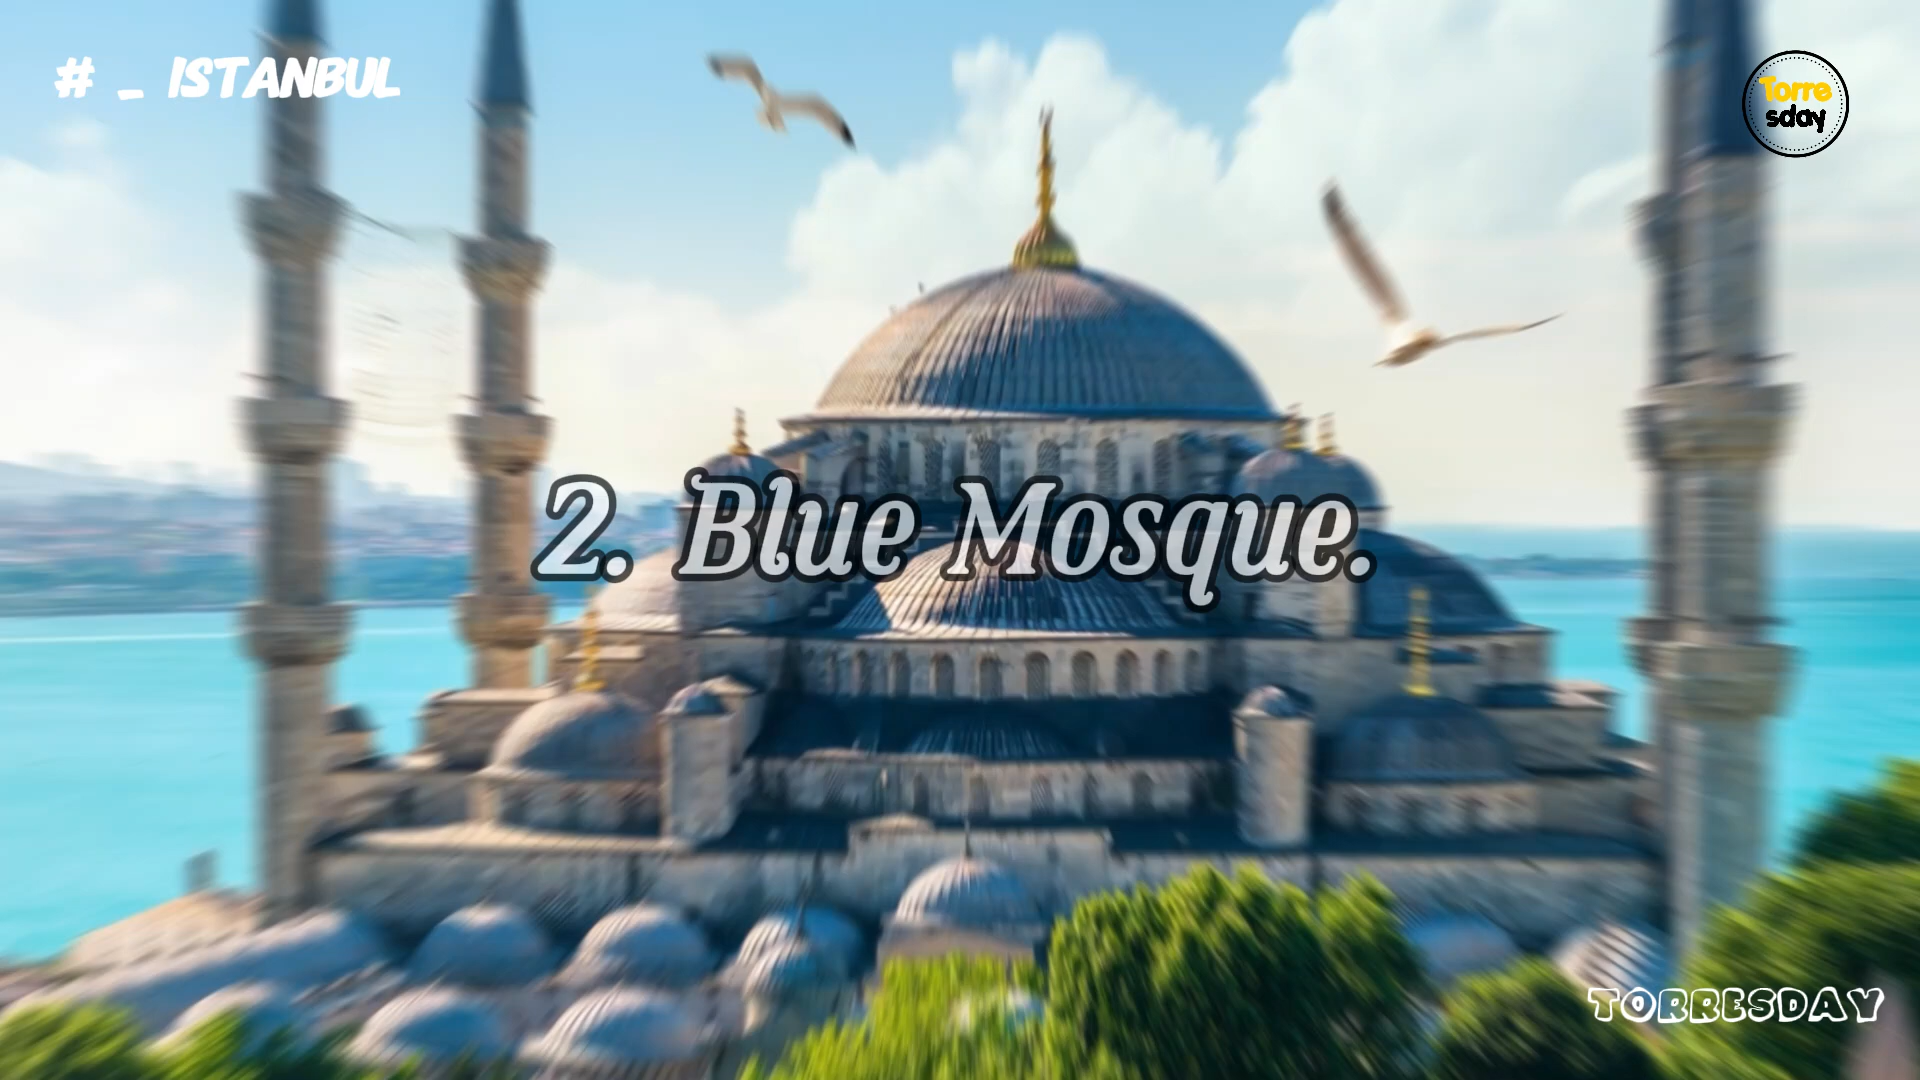 # _ ISTANBUL
Torre
sday
2. Blue Mosque.
TORRESDAY